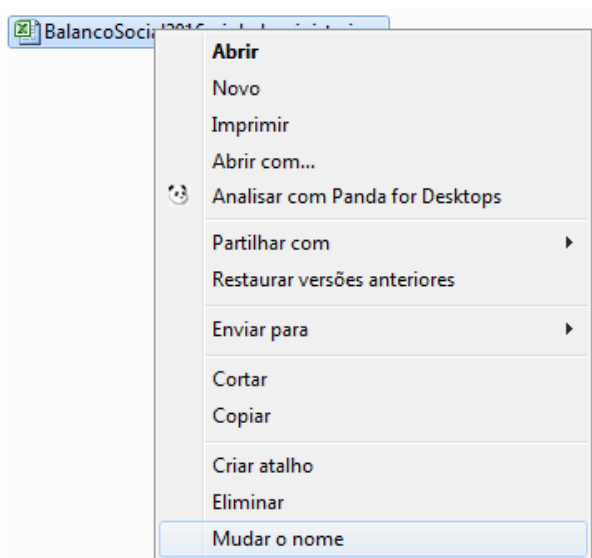 BalancoSocial2016
Abrir
Novo
Imprimir
Abrir com...
Analisar com Panda for Desktops
Partilhar com
Restaurar versões anteriores
Enviar para
Cortar
Copiar
Criar atalho
Eliminar
Mudar o nome